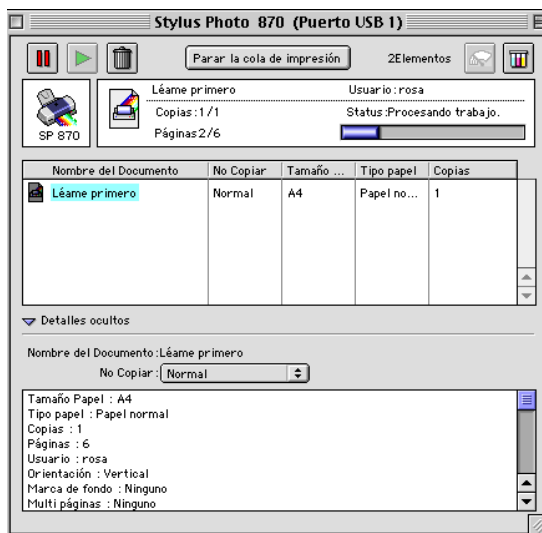 Stylus Photo 870 (Puerto USB 1)
Parar la cola de impresión
2Elementos
SP 870
Léame primero
Usuario:rosa
Copias:1/1
Status:Procesando trabajo.
Páginas2/6
Nombre del Documento No Copiar Tamaño ... Tipo papel Copias
Léame primero Normal A4 Papel no... 1
Detalles ocultos
Nombre del Documento:Léame primero
No Copiar: Normal
Tamaño Papel : A4
Tipo papel : Papel normal
Copias : 1
Páginas : 6
Usuario : rosa
Orientación : Vertical
Marca de fondo : Ninguno
Multi páginas : Ninguno